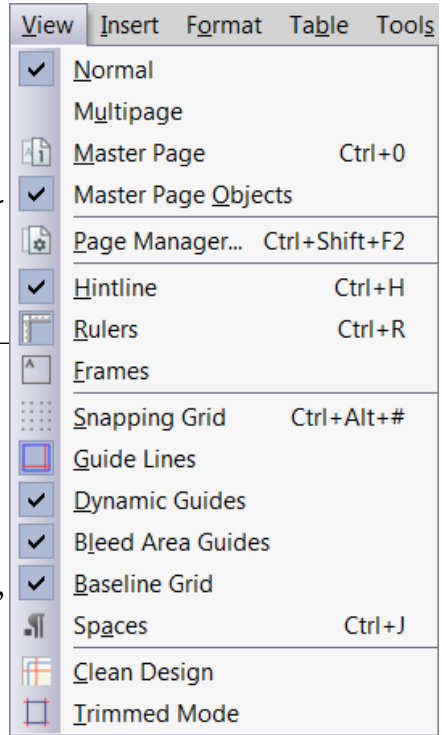 View Insert Format Table Tools
Normal
Multipage
Master Page Ctrl+0
Master Page Objects
Page Manager... Ctrl+Shift+F2
Hintline Ctrl+H
Rulers Ctrl+R
Frames
Snapping Grid Ctrl+Alt+#
Guide Lines
Dynamic Guides
Bleed Area Guides
Baseline Grid
Spaces Ctrl+J
Clean Design
Trimmed Mode